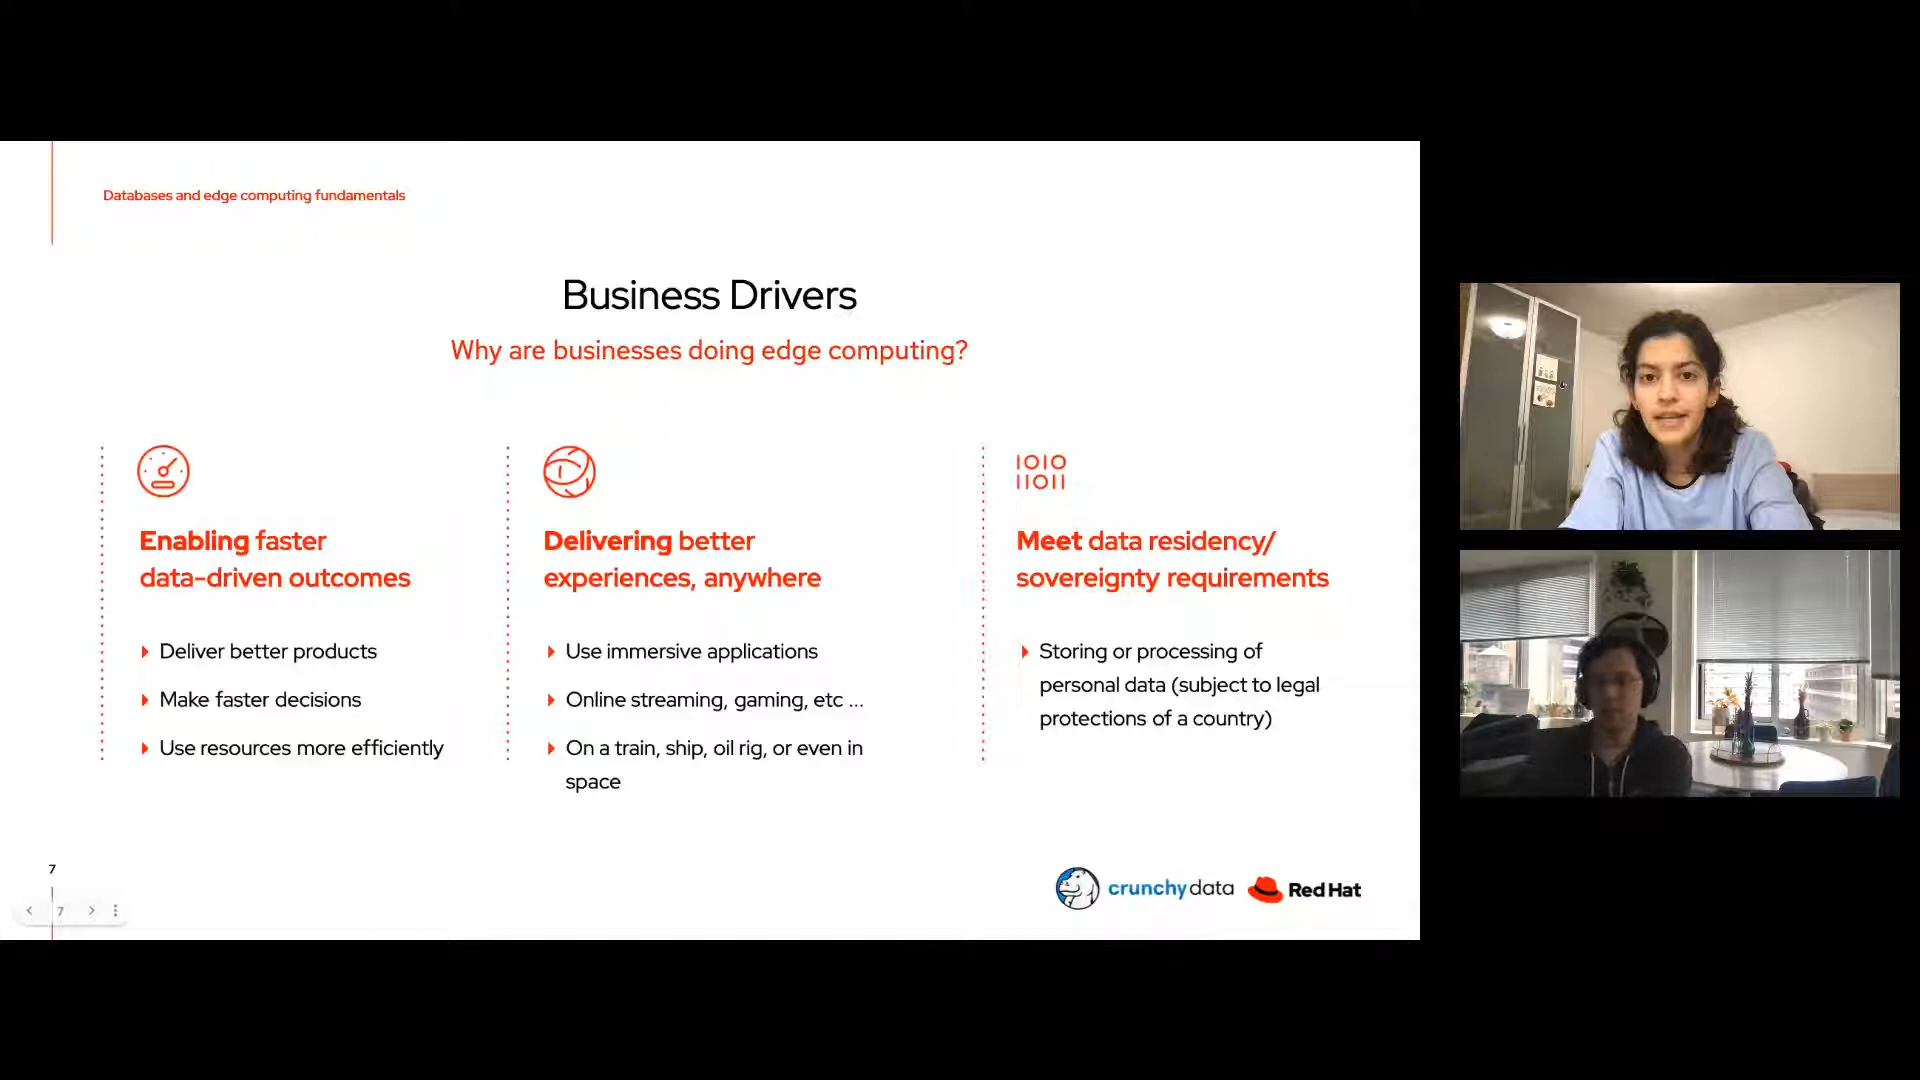 Databases and edge computing fundamentals
Business Drivers
Why are businesses doing edge computing?
1010
11011
Enabling faster
data-driven outcomes
Deliver better products
Make faster decisions
Use resources more efficiently
Delivering better
experiences, anywhere
Use immersive applications
Online streaming, gaming, etc ...
On a train, ship, oil rig, or even in
space
Meet data residency/
sovereignty requirements
Storing or processing of
personal data (subject to legal
protections of a country)
7
7
crunchydata
Red Hat